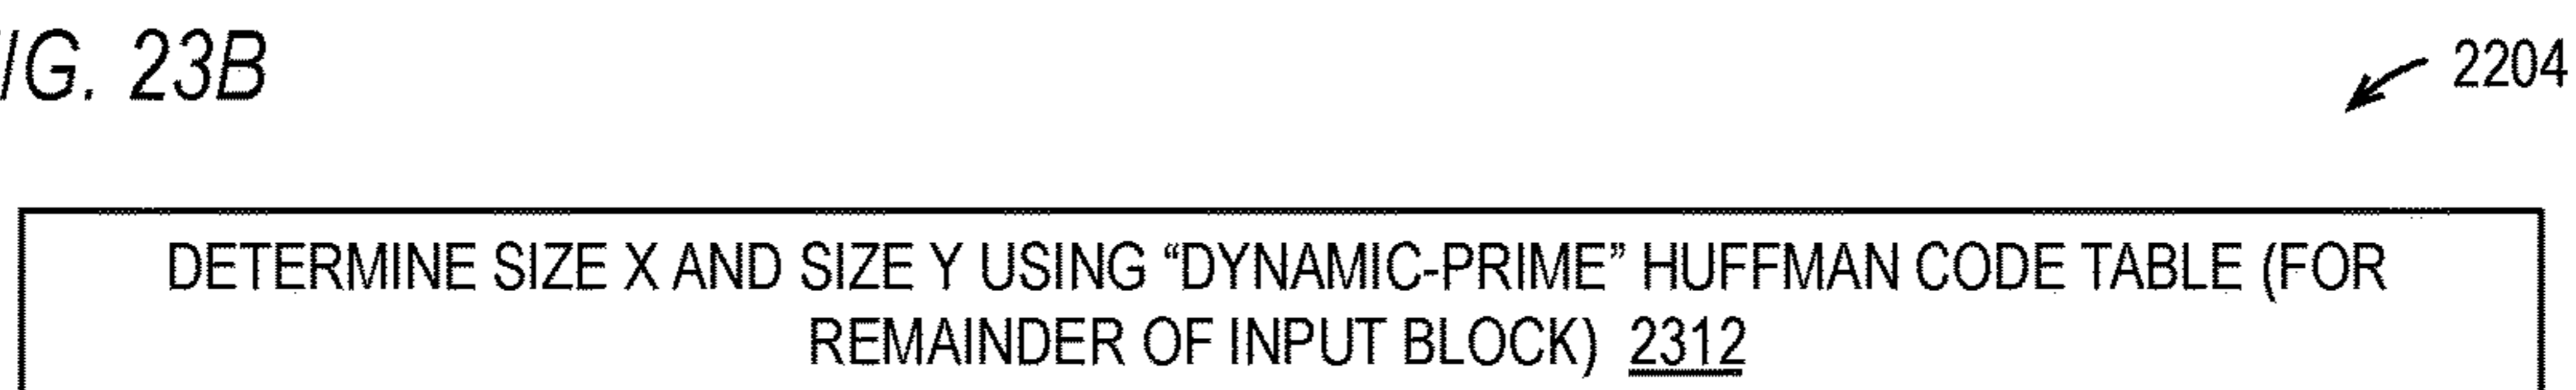 IG. 23B
2204
DETERMINE SIZE X AND SIZE Y USING “DYNAMIC-PRIME” HUFFMAN CODE TABLE (FOR
REMAINDER OF INPUT BLOCK) 2312